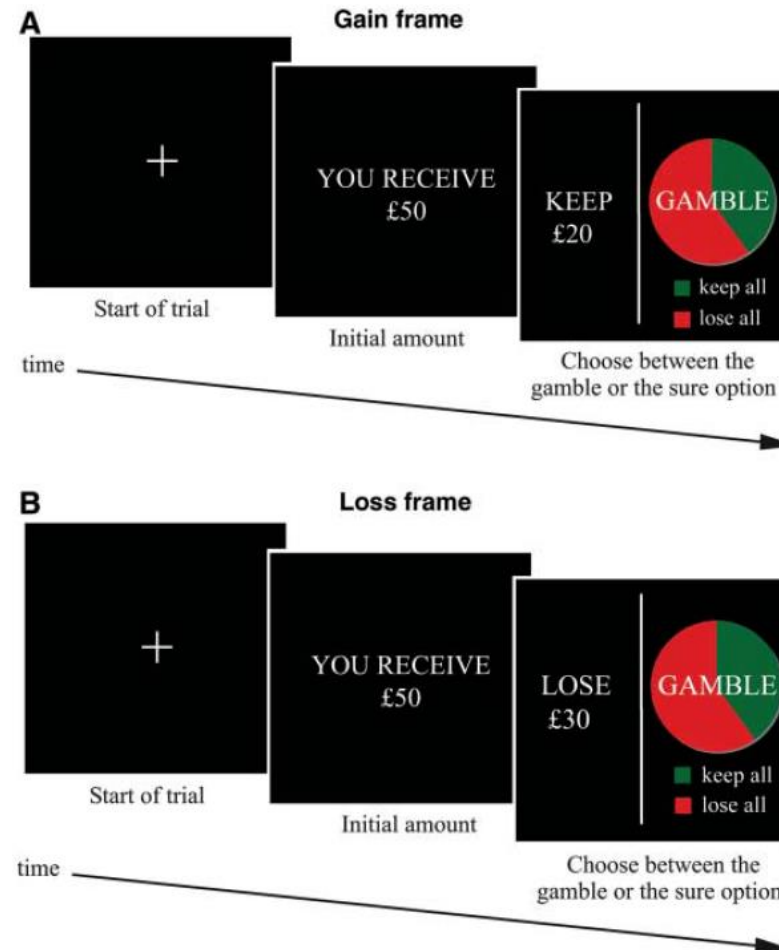 A
Gain frame
YOU RECEIVE
£50
KEEP
£20
GAMBLE
keep all
lose all
Start of trial
Initial amount
Choose between the
gamble or the sure option
time
B
Loss frame
YOU RECEIVE
£50
LOSE
£30
GAMBLE
keep all
lose all
Start of trial
Initial amount
Choose between the
gamble or the sure option
time